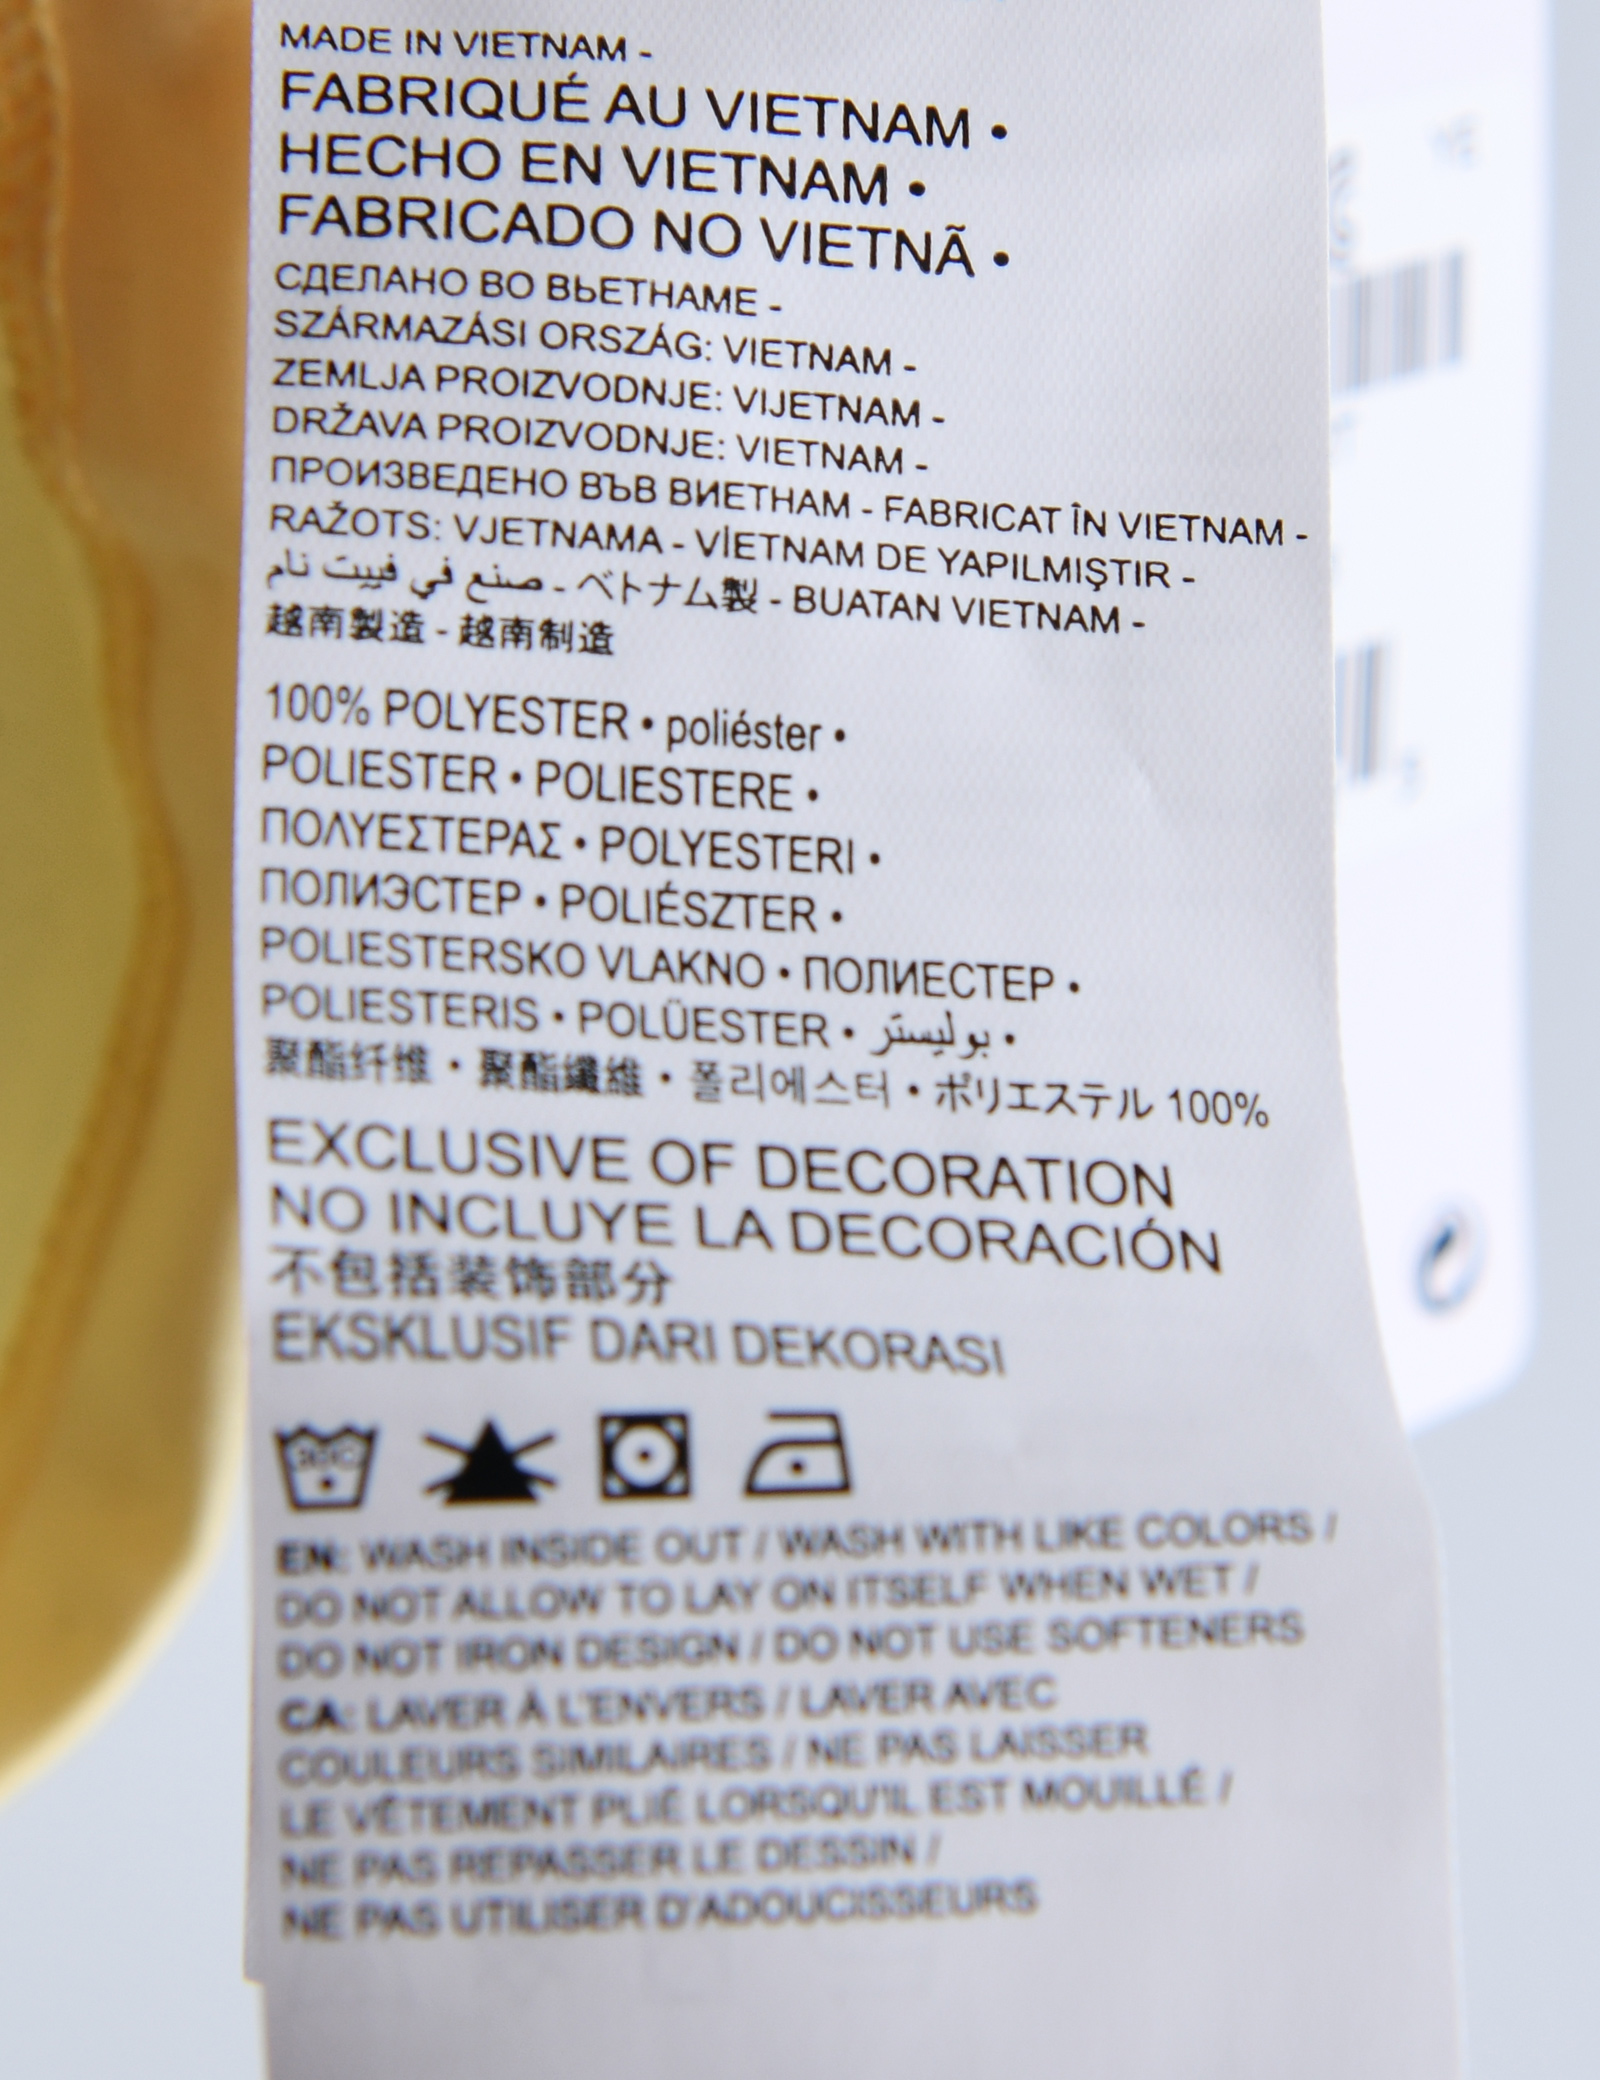 MADE IN VIETNAM -
FABRIQUÉ AU VIETNAM •
HECHO EN VIETNAM •
FABRICADO NO VIETNÃ •
СДЕЛАНО ВО ВЬЕТНАМЕ -
SZÁRMAZÁSI ORSZÁG: VIETNAM -
ZEMLJA PROIZVODNJE: VIJETNAM -
DRŽAVA PROIZVODNJE: VIETNAM -
ПРОИЗВЕДЕНО ВЪВ ВИЕТНАМ - FABRICAT ÎN VIETNAM -
RAŽOTS: VJETNAMA - VİETNAM DE YAPILMIŞTIR -
صنع في فييت نام - ベトナム製 - BUATAN VIETNAM -
越南製造 - 越南制造
100% POLYESTER • poliéster •
POLIESTER • POLIESTERE •
ΠΟΛΥΕΣΤΕΡΑΣ • POLYESTERI •
ПОЛИЭСТЕР • POLIÉSZTER •
POLIESTERSKO VLAKNO • ПОЛИЕСТЕР •
POLIESTERIS • POLÜESTER • بوليستر •
聚酯纤维 • 聚酯纖維 • 폴리에스터 • ポリエステル 100%
EXCLUSIVE OF DECORATION
NO INCLUYE LA DECORACIÓN
不包括装饰部分
EKSKLUSIF DARI DEKORASI
30C
EN: WASH INSIDE OUT / WASH WITH LIKE COLORS /
DO NOT ALLOW TO LAY ON ITSELF WHEN WET /
DO NOT IRON DESIGN / DO NOT USE SOFTENERS
CA: LAVER À L'ENVERS / LAVER AVEC
COULEURS SIMILAIRES / NE PAS LAISSER
LE VÊTEMENT PLIÉ LORSQU'IL EST MOUILLÉ /
NE PAS REPASSER LE DESSIN /
NE PAS UTILISER D'ADOUCISSEURS